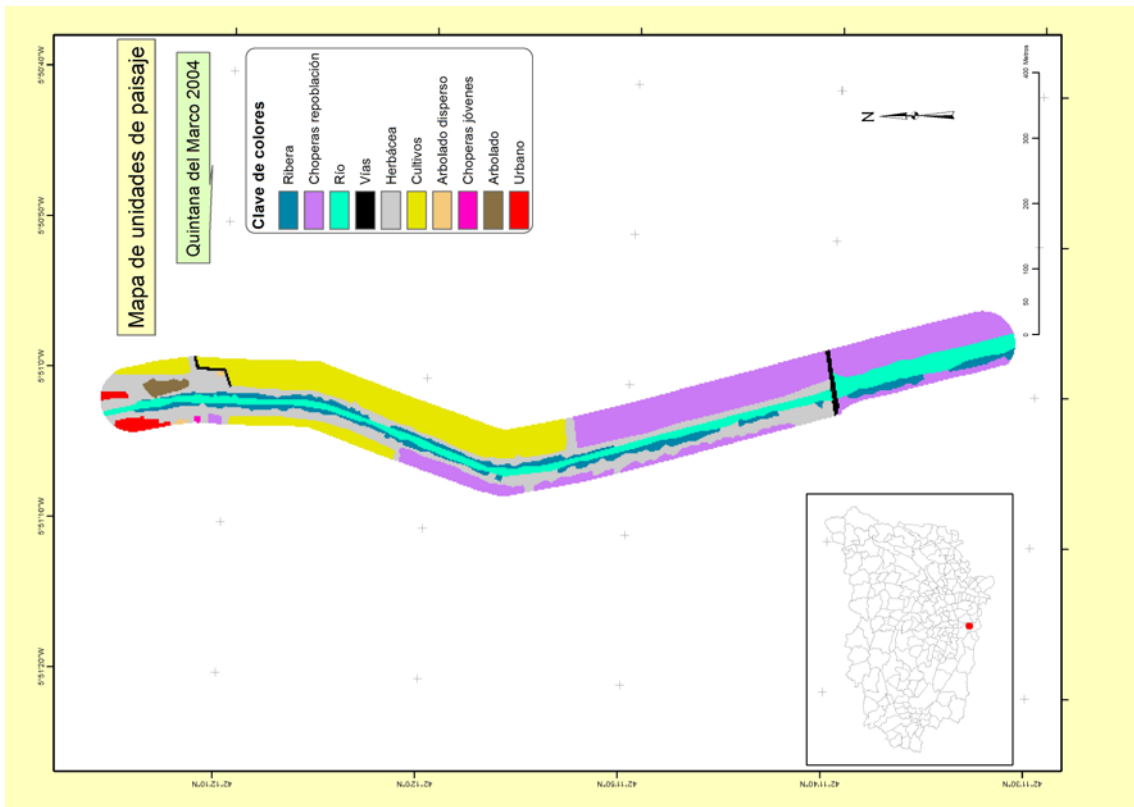 Mapa de unidades de paisaje
Quintana del Marco 2004
Clave de colores
Ribera
Choperas repoblación
Río
Vías
Herbácea
Cultivos
Arbolado disperso
Choperas jóvenes
Arbolado
Urbano
5°51'20"W
5°51'10"W
5°51'0"W
5°50'50"W
5°50'40"W
42°12'10"N
42°12'0"N
42°11'50"N
42°11'40"N
42°11'30"N
N
0 50 100 200 300 400 Metros